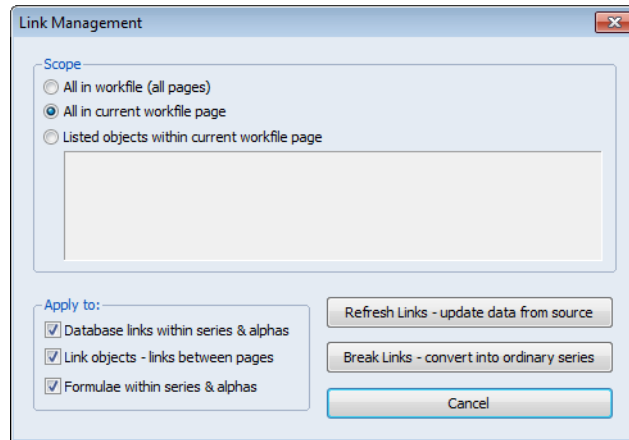 Link Management
Scope
All in workfile (all pages)
All in current workfile page
Listed objects within current workfile page
Apply to:
Database links within series & alphas
Link objects - links between pages
Formulae within series & alphas
Refresh Links - update data from source
Break Links - convert into ordinary series
Cancel